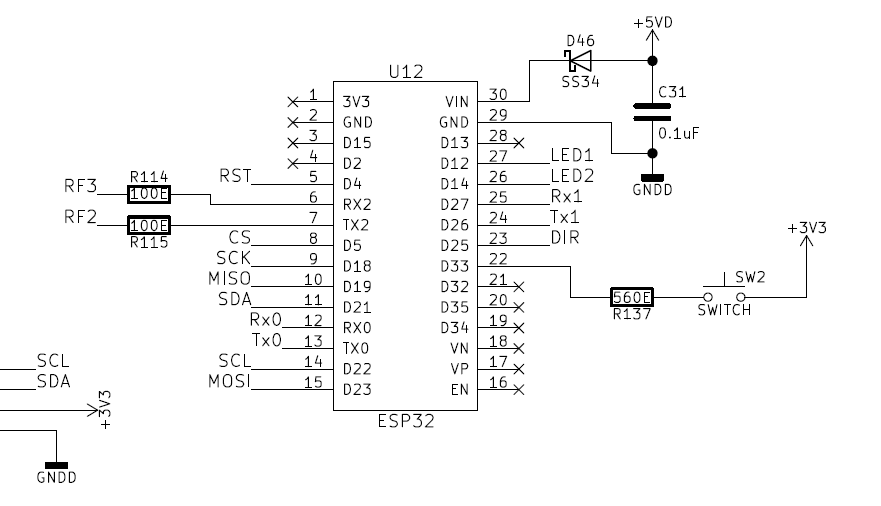 +5VD
D46
SS34
C31
0.1uF
GNDD
U12
1 3V3 VIN 30
2 GND GND 29
3 D15 D13 28
4 D2 D12 27 LED1
RST 5 D4 D14 26 LED2
RF3 R114 100E 6 RX2 D27 25 Rx1
RF2 100E R115 7 TX2 D26 24 Tx1
CS 8 D5 D25 23 DIR
SCK 9 D18 D33 22
MISO 10 D19 D32 21
SDA 11 D21 D35 20
Rx0 12 RX0 D34 19
Tx0 13 TX0 VN 18
SCL 14 D22 VP 17
MOSI 15 D23 EN 16
ESP32
+3V3
SW2
SWITCH
560E
R137
SCL
SDA
+3V3
GNDD